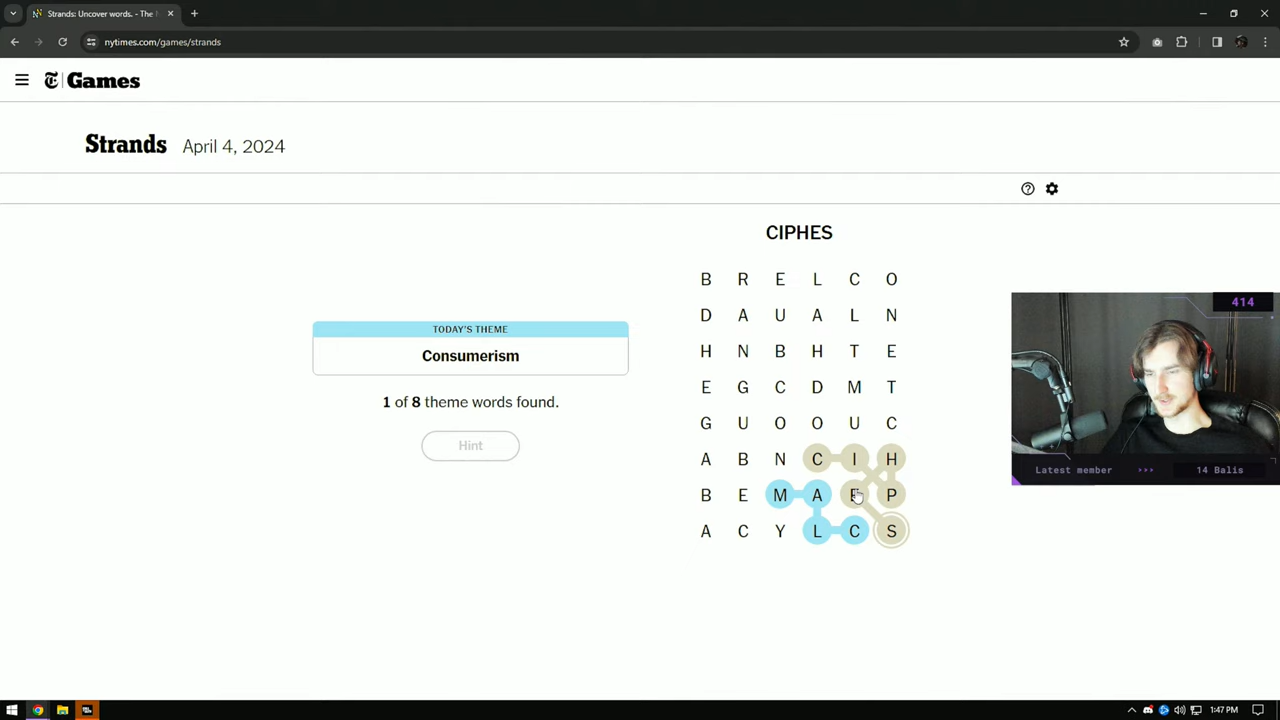 Strands: Uncover words. - The
nytimes.com/games/strands
Games
Strands April 4, 2024
CIPHES
B R E L C O
D A U A L N
H N B H T E
E G C D M T
G U O O U C
A B N C I H
B E M A E P
A C Y L C S
TODAY'S THEME
Consumerism
1 of 8 theme words found.
Hint
414
Latest member >>> 14 Balis
1:47 PM